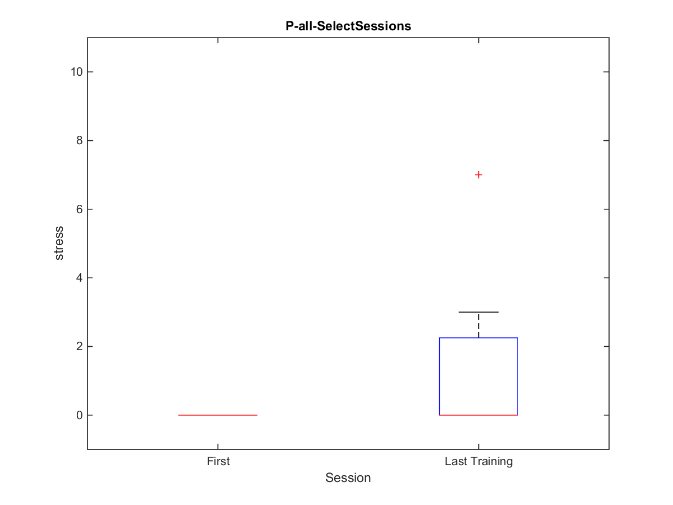 P-all-SelectSessions
10
8
6
4
2
0
stress
First
Last Training
Session